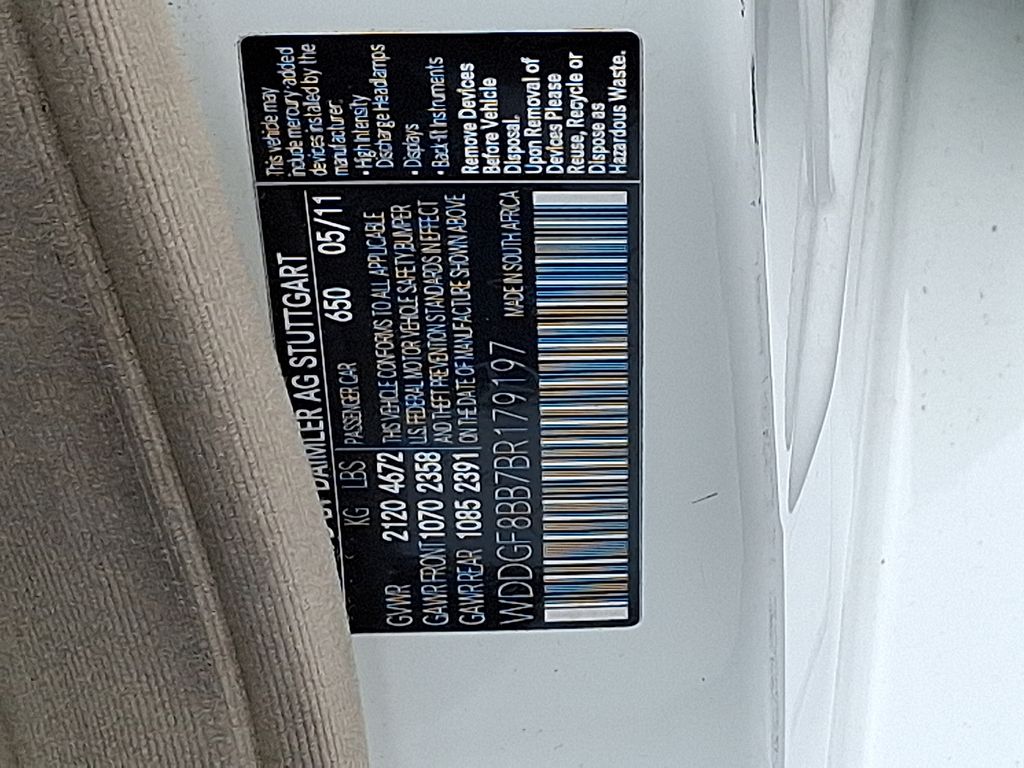 BY DAIMLER AG STUTTGART
650 05/11
KG LBS PASSENGER CAR
GVWR 2120 4672
GAWR FRONT 1070 2358
GAWR REAR 1085 2391
THIS VEHICLE CONFORMS TO ALL APPLICABLE
U.S. FEDERAL MOTOR VEHICLE SAFETY, BUMPER
AND THEFT PREVENTION STANDARDS IN EFFECT
ON THE DATE OF MANUFACTURE SHOWN ABOVE
WDDGF8BB7BR179197
MADE IN SOUTH AFRICA
This vehicle may
include mercury-added
devices installed by the
manufacturer.
• High Intensity
Discharge Headlamps
• Displays
• Back lit Instruments
Remove Devices
Before Vehicle
Disposal.
Upon Removal of
Devices Please
Reuse, Recycle or
Dispose as
Hazardous Waste.